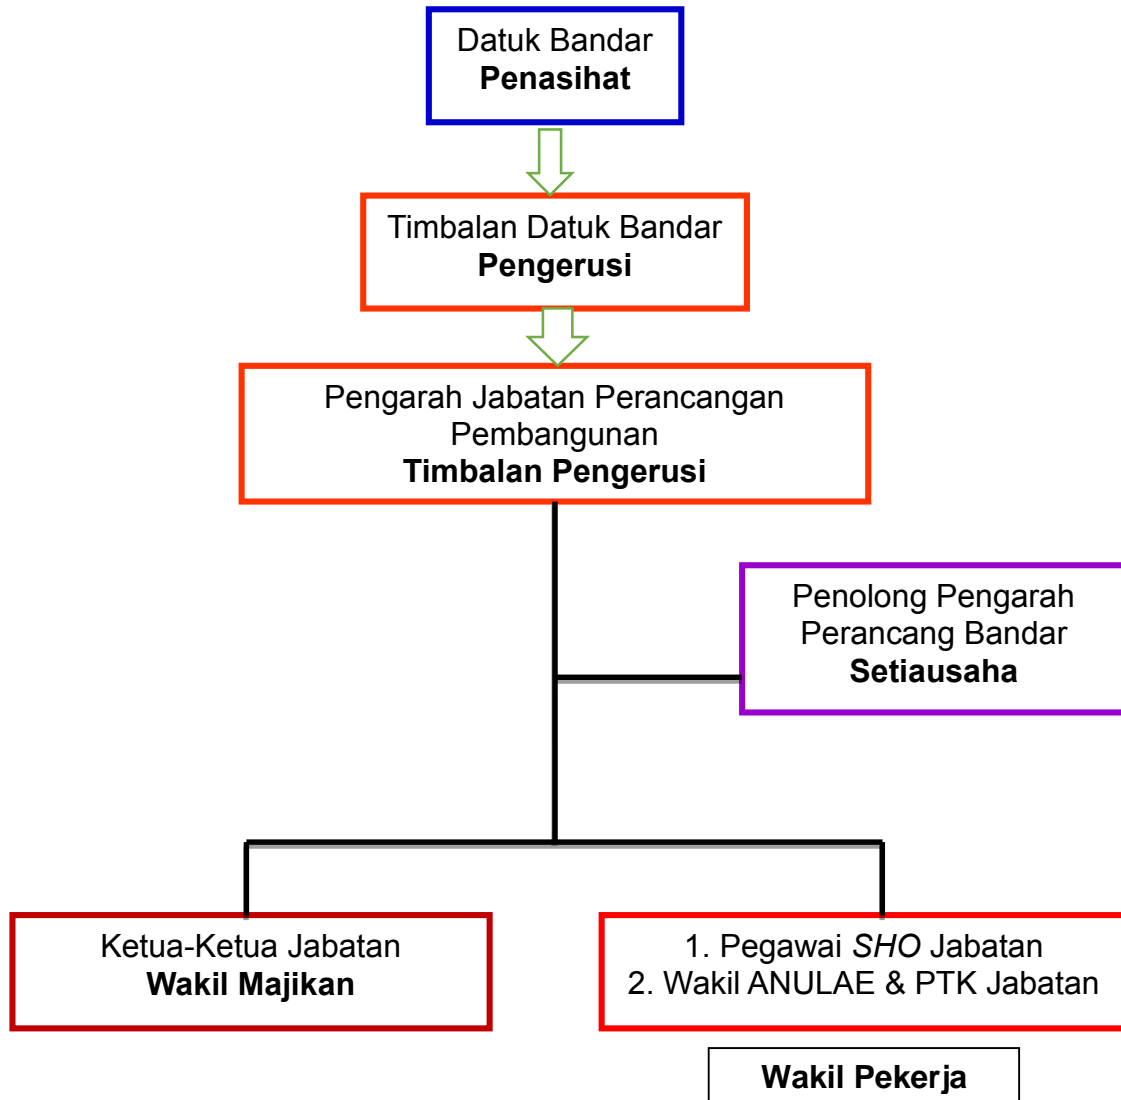 Datuk Bandar
Penasihat
Timbalan Datuk Bandar
Pengerusi
Pengarah Jabatan Perancangan
Pembangunan
Timbalan Pengerusi
Penolong Pengarah
Perancang Bandar
Setiausaha
Ketua-Ketua Jabatan
Wakil Majikan
1. Pegawai SHO Jabatan
2. Wakil ANULAE & PTK Jabatan
Wakil Pekerja